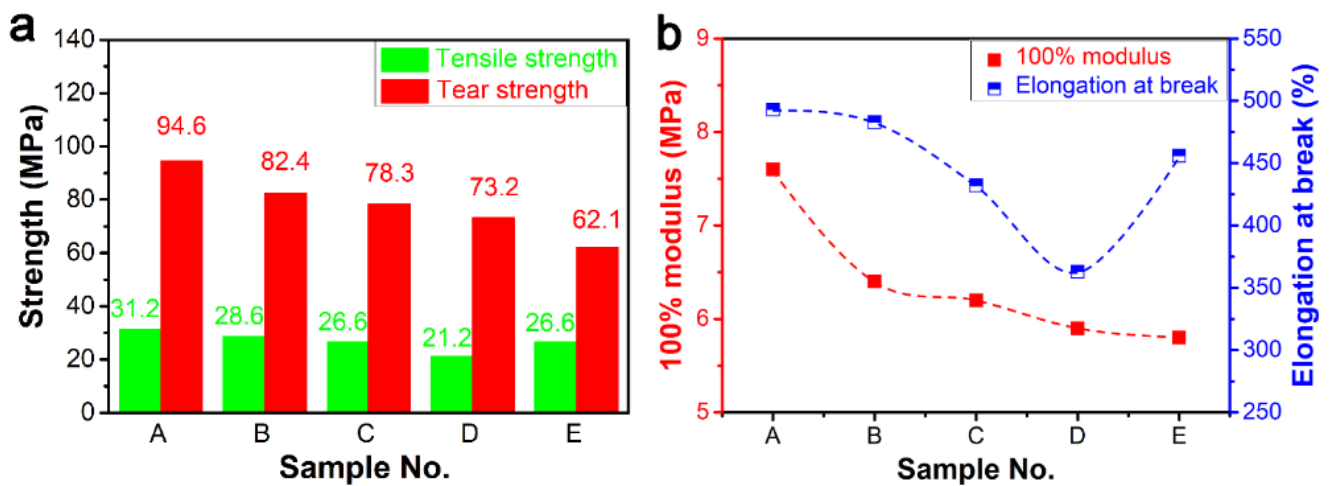 a
140
120
100
80
60
40
20
0
Strength (MPa)
Tensile strength
Tear strength
94.6
82.4
78.3
73.2
62.1
31.2
28.6
26.6
21.2
26.6
A B C D E
Sample No.
b
9
8
7
6
5
100% modulus (MPa)
100% modulus
Elongation at break
550
500
450
400
350
300
250
Elongation at break (%)
A B C D E
Sample No.